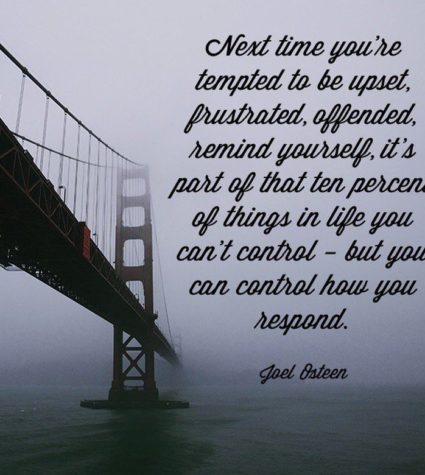 Next time you're
tempted to be upset,
frustrated, offended,
remind yourself, it's
part of that ten percent
of things in life you
can't control – but you
can control how you
respond.
Joel Osteen